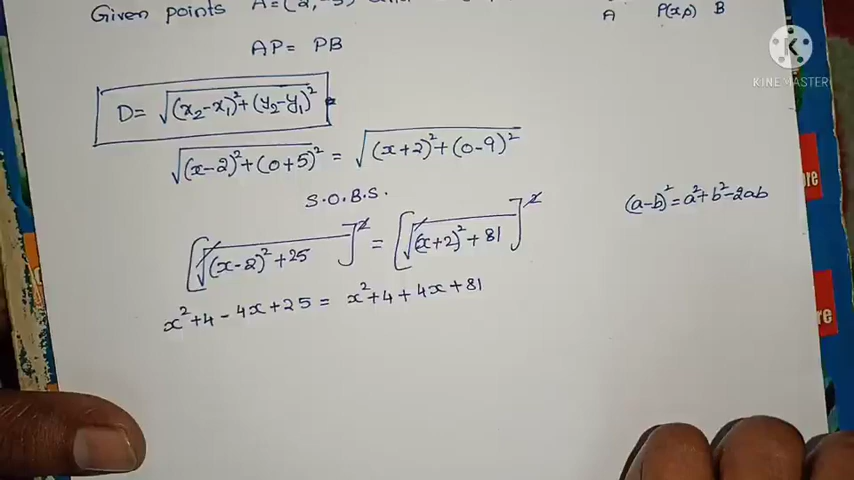 Given points A=(2,-5)
A P(x,0) B
AP = PB
D= √(x₂-x₁)²+(y₂-y₁)²
√(x-2)²+(0+5)² = √(x+2)²+(0-9)²
S.O.B.S.
(a-b)²=a²+b²-2ab
[√(x-2)²+25]² = [√(x+2)²+81]²
x²+4-4x+25 = x²+4+4x+81
KINEMASTER